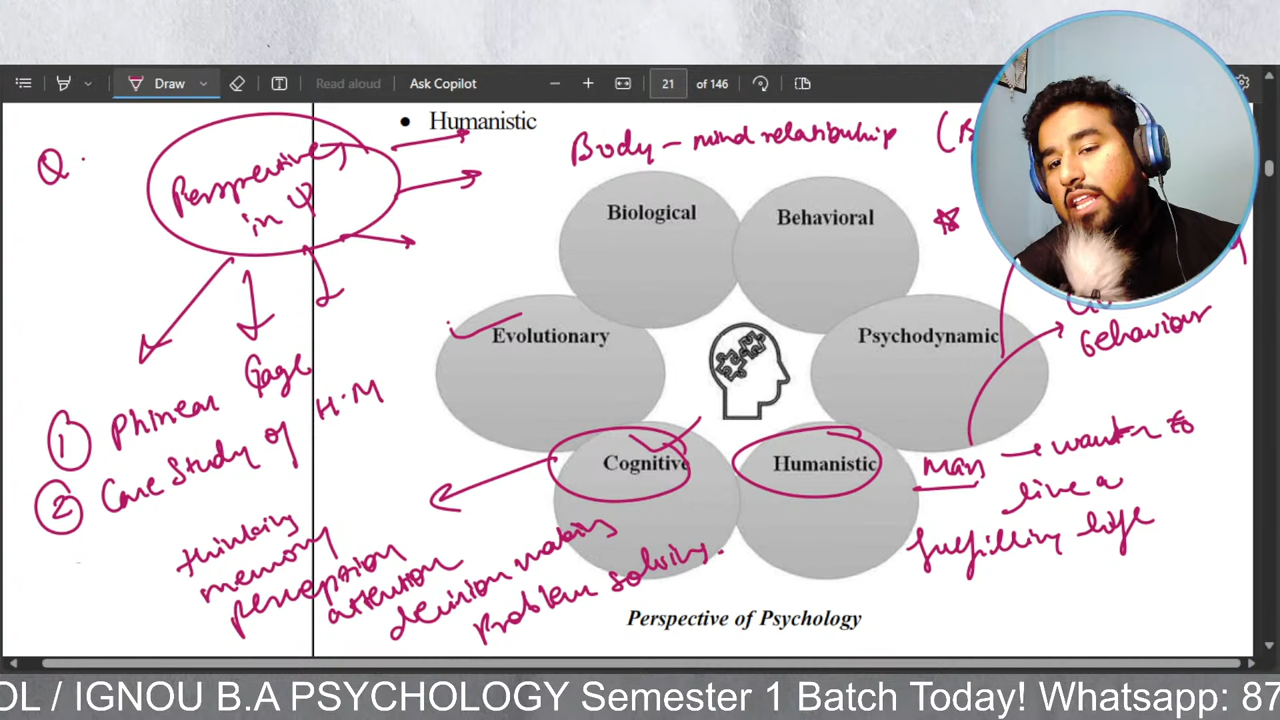 Draw
Read aloud
Ask Copilot
21 of 146
• Humanistic
Q.
Perspective
in ψ
Body - mind relationship
Biological
Behavioral
Evolutionary
Psychodynamic
Behaviour
Cognitive
Humanistic
man → wants to
live a
fulfilling life
① Phinear Gage
② Case Study of H.M
thinking
memory
perception
attention
decision making
problem solving.
Perspective of Psychology
OL / IGNOU B.A PSYCHOLOGY Semester 1 Batch Today! Whatsapp: 87